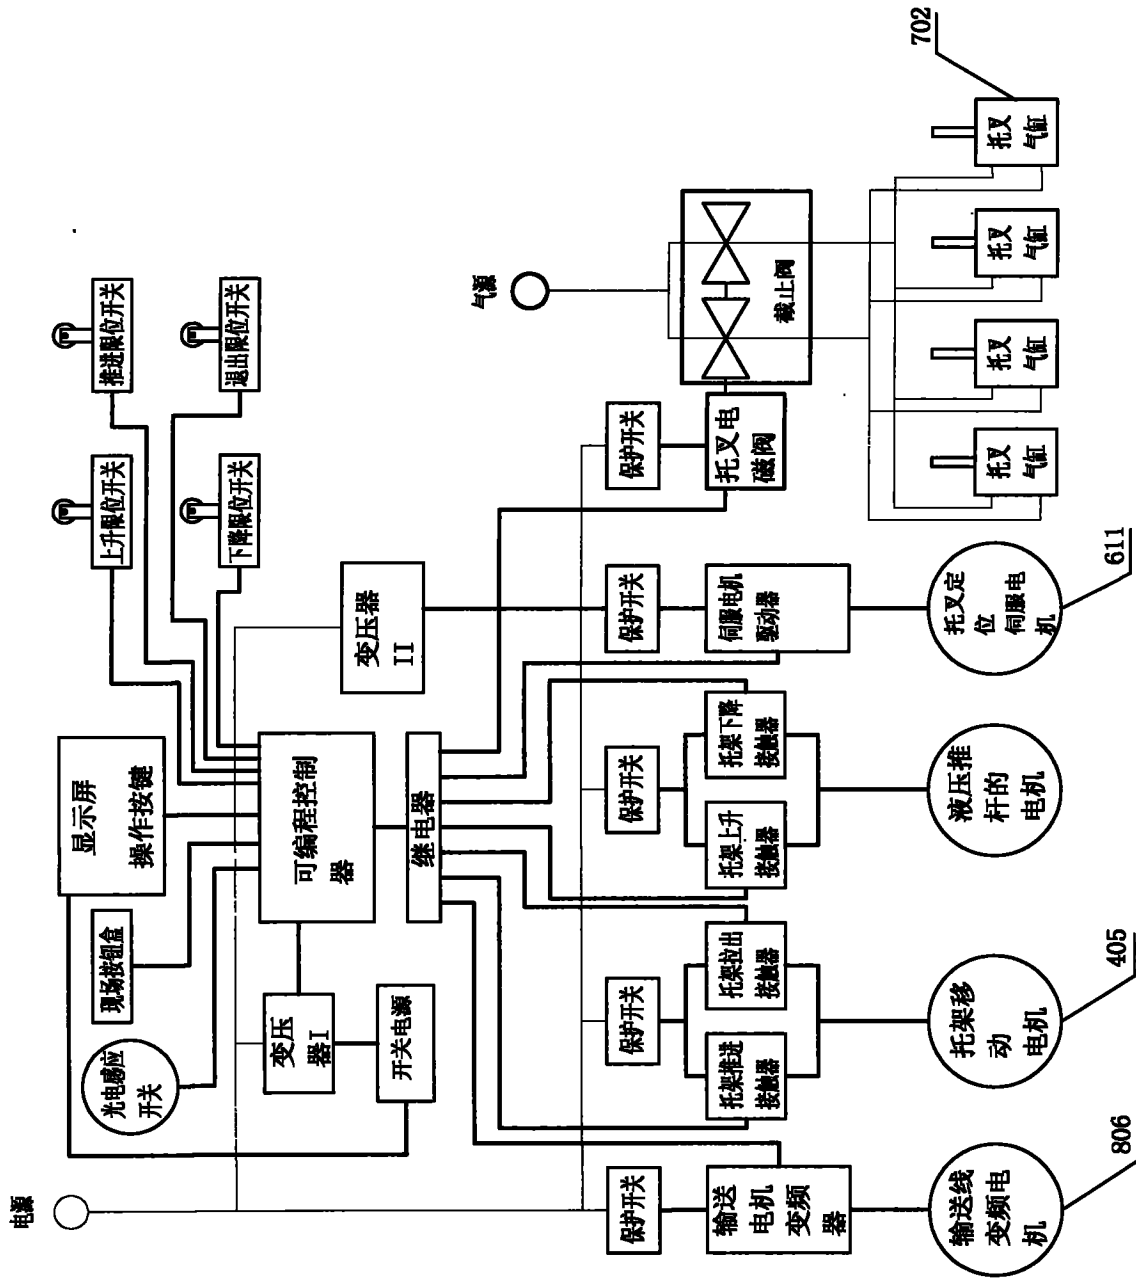 电源
光电感应
开关
现场按钮盒
显示屏
操作按键
上升限位开关
推进限位开关
下降限位开关
退出限位开关
变压
器I
开关电源
可编程控制
器
继电器
变压器
II
气源
保护开关
保护开关
保护开关
保护开关
保护开关
输送
电机
变频
器
托架推进
接触器
托架拉出
接触器
托架上升
接触器
托架下降
接触器
伺服电机
驱动器
托叉电
磁阀
截止阀
输送线
变频电
机
托架移
动
电机
液压推
杆的
电机
托叉定
位
伺服电
机
托叉
气缸
托叉
气缸
托叉
气缸
托叉
气缸
806
405
611
702